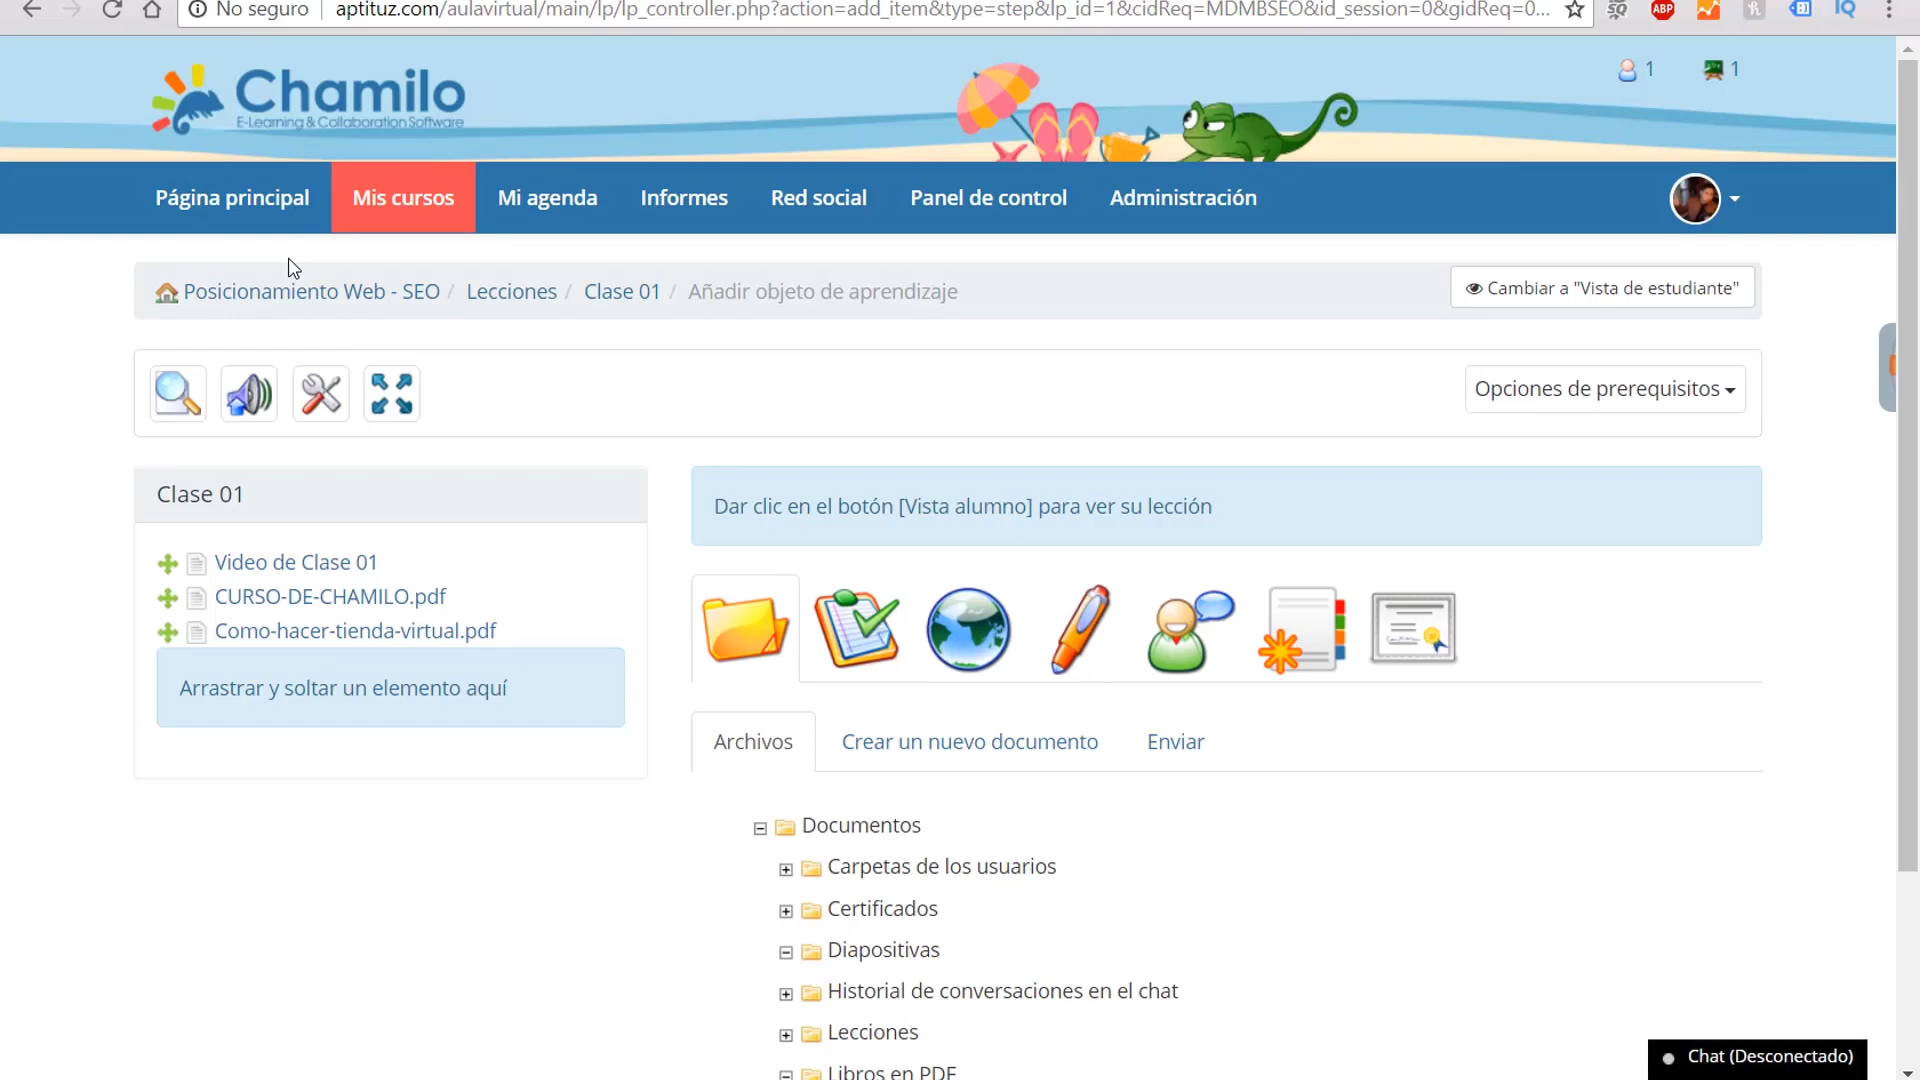 No seguro
aptituz.com/aulavirtual/main/lp/lp_controller.php?action=add_item&type=step&lp_id=1&cidReq=MDMBSEO&id_session=0&gidReq=0...
SQ
ABP
IQ
Chamilo
E-Learning & Collaboration Software
1
1
Página principal
Mis cursos
Mi agenda
Informes
Red social
Panel de control
Administración
Posicionamiento Web - SEO / Lecciones / Clase 01 / Añadir objeto de aprendizaje
Cambiar a "Vista de estudiante"
Opciones de prerequisitos
Clase 01
Video de Clase 01
CURSO-DE-CHAMILO.pdf
Como-hacer-tienda-virtual.pdf
Arrastrar y soltar un elemento aquí
Dar clic en el botón [Vista alumno] para ver su lección
Archivos
Crear un nuevo documento
Enviar
Documentos
Carpetas de los usuarios
Certificados
Diapositivas
Historial de conversaciones en el chat
Lecciones
Libros en PDF
Chat (Desconectado)